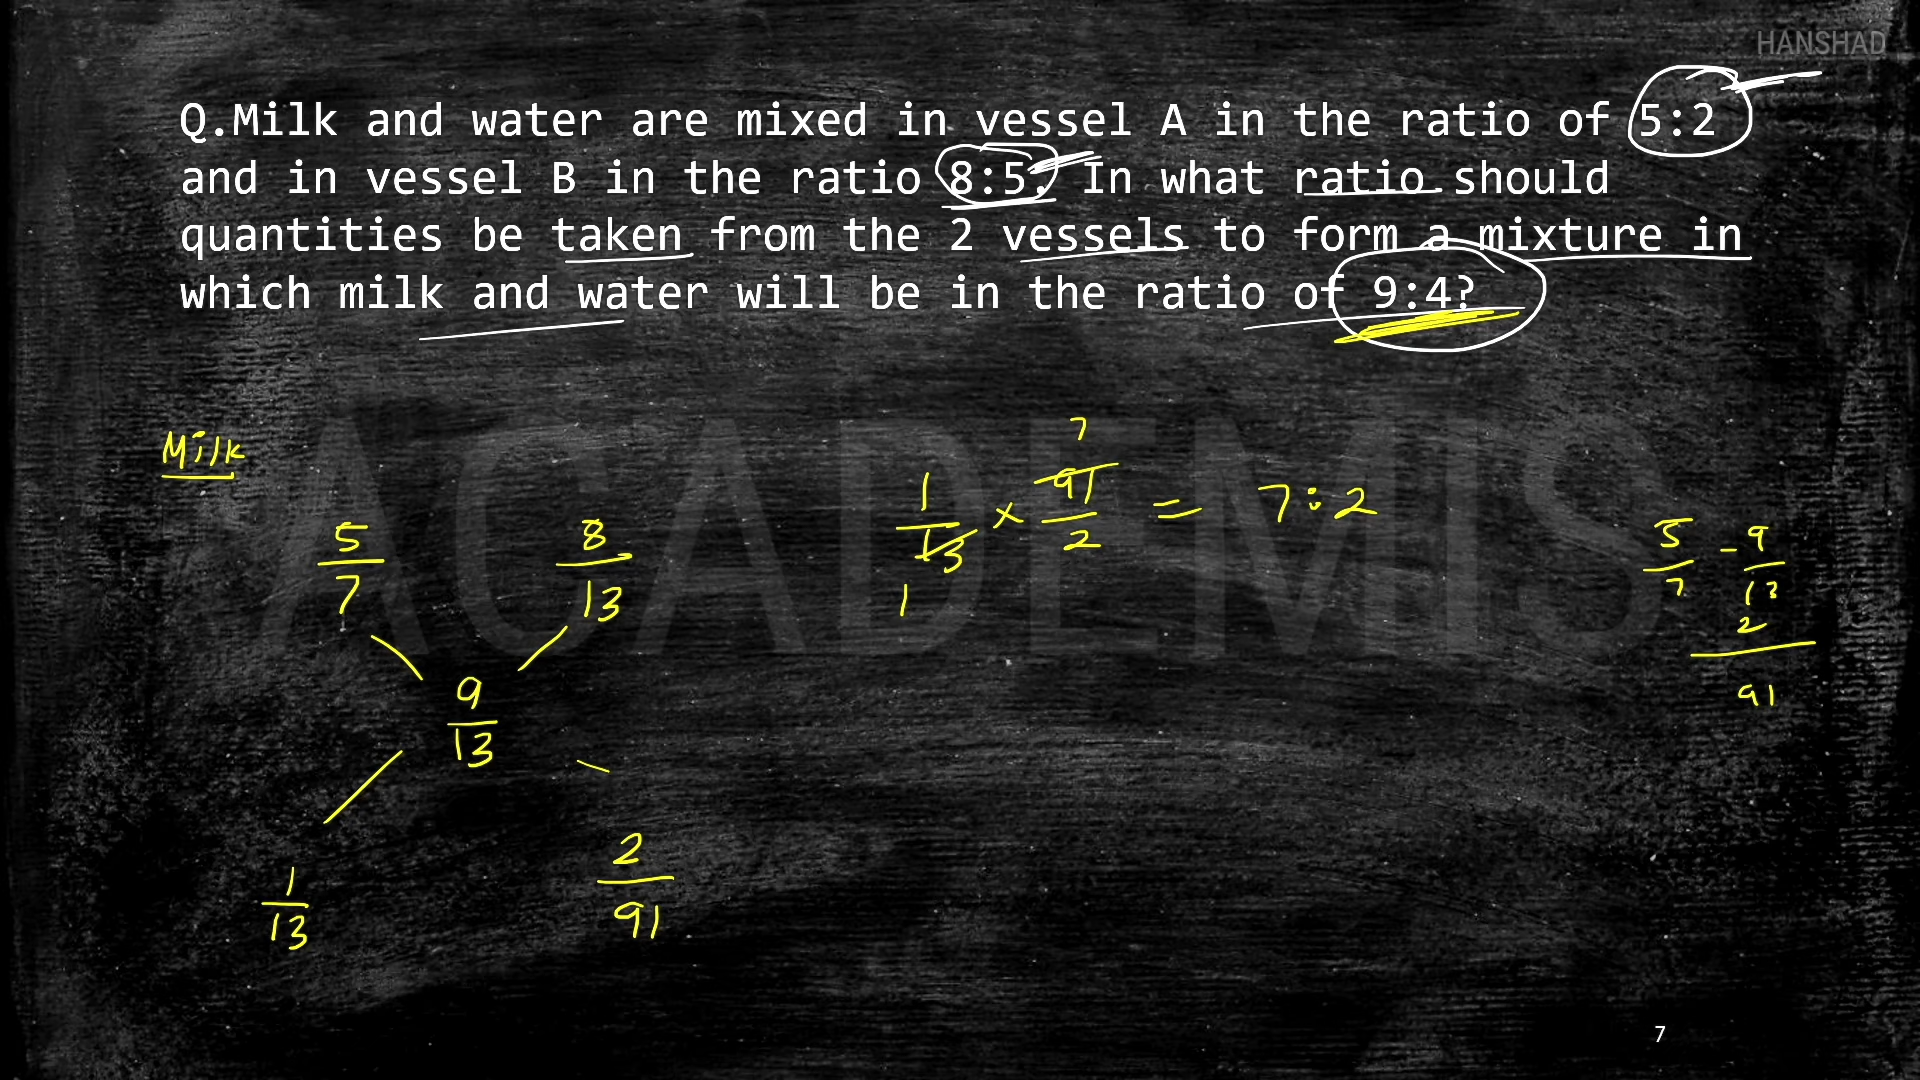 HANSHAD
Q.Milk and water are mixed in vessel A in the ratio of 5:2
and in vessel B in the ratio 8:5. In what ratio should
quantities be taken from the 2 vessels to form a mixture in
which milk and water will be in the ratio of 9:4?
ACADEMIS
Milk
5/7 8/13
9/13
1/13 2/91
7
1/13 × 91/2 = 7:2
1
5/7 - 9/13
2
91
7